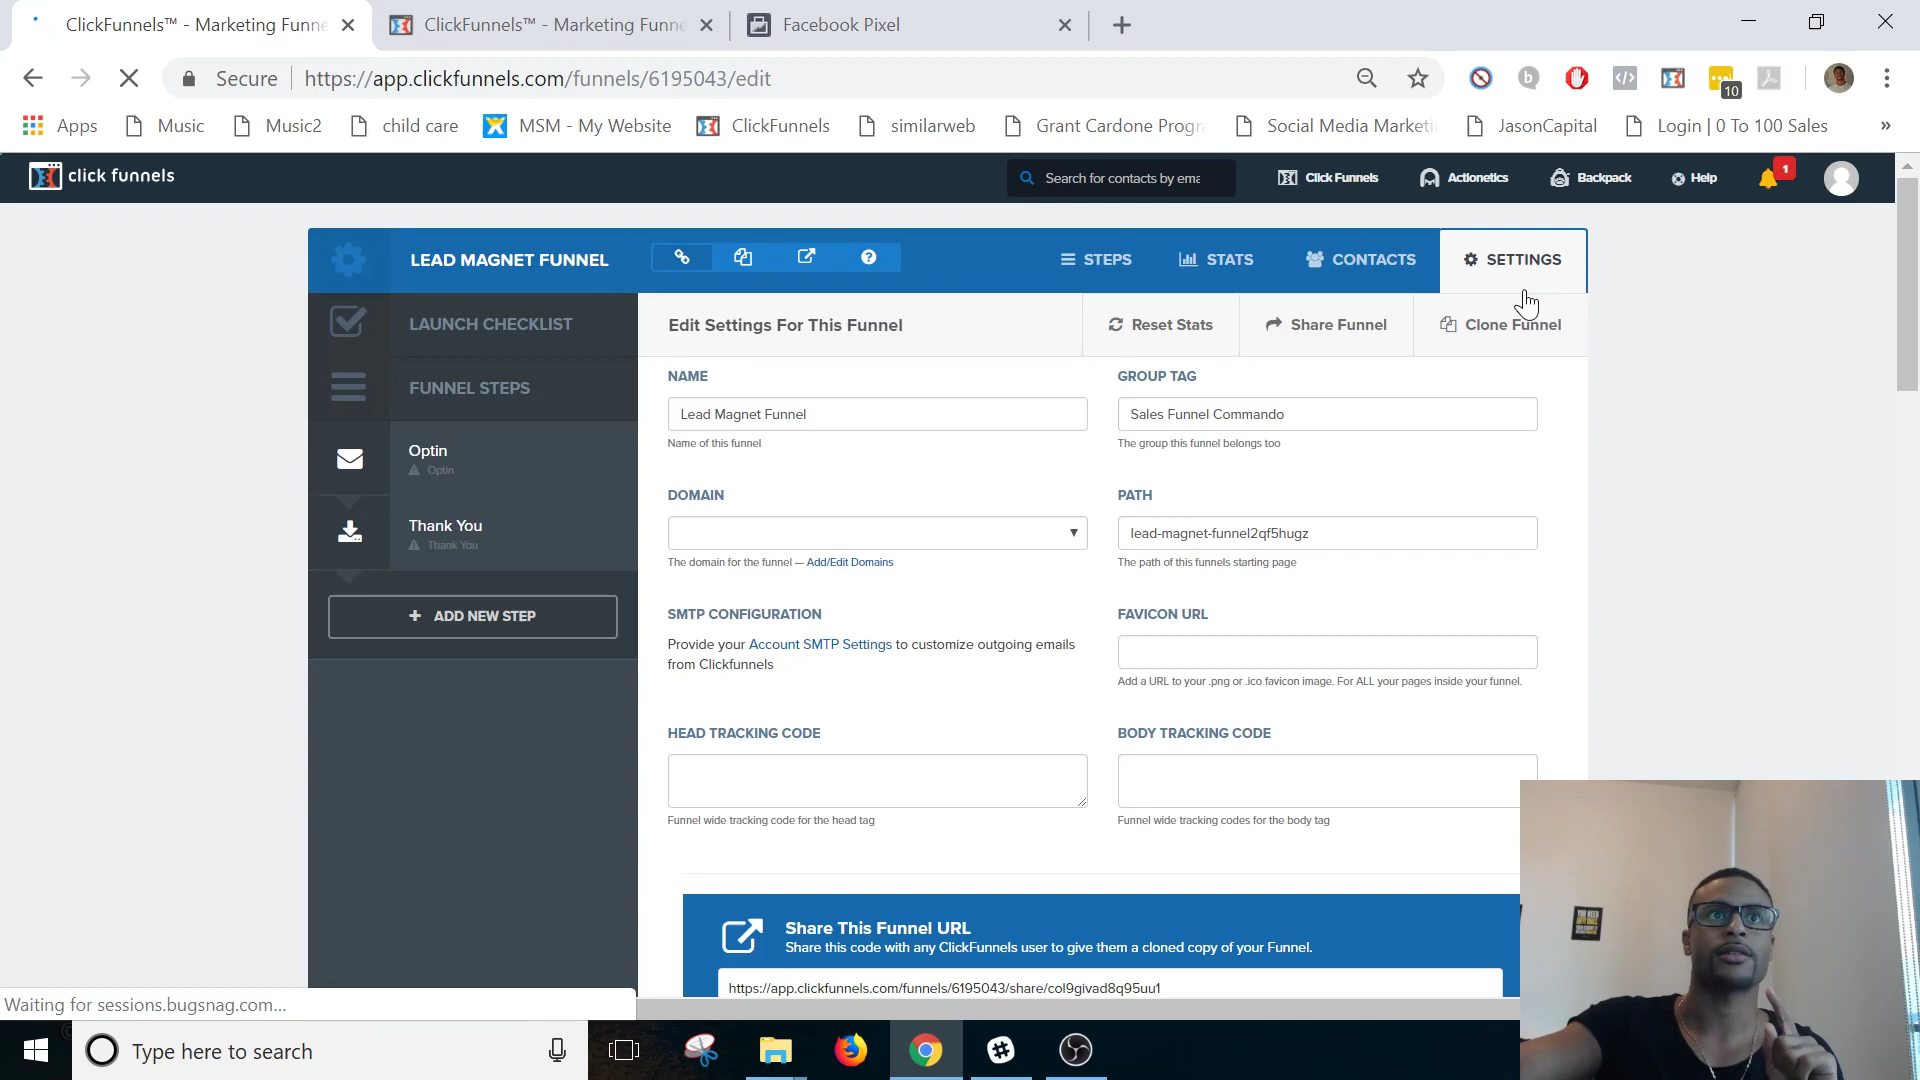 ClickFunnels™ - Marketing Funne
ClickFunnels™ - Marketing Funne
Facebook Pixel
Secure
https://app.clickfunnels.com/funnels/6195043/edit
10
Apps
Music
Music2
child care
MSM - My Website
ClickFunnels
similarweb
Grant Cardone Progra
Social Media Marketi
JasonCapital
Login | 0 To 100 Sales
»
click funnels
Search for contacts by ema
Click Funnels
Actionetics
Backpack
Help
1
LEAD MAGNET FUNNEL
STEPS
STATS
CONTACTS
SETTINGS
LAUNCH CHECKLIST
Edit Settings For This Funnel
Reset Stats
Share Funnel
Clone Funnel
FUNNEL STEPS
Optin
Optin
Thank You
Thank You
+ ADD NEW STEP
NAME
Lead Magnet Funnel
Name of this funnel
GROUP TAG
Sales Funnel Commando
The group this funnel belongs too
DOMAIN
The domain for the funnel — Add/Edit Domains
PATH
lead-magnet-funnel2qf5hugz
The path of this funnels starting page
SMTP CONFIGURATION
Provide your Account SMTP Settings to customize outgoing emails
from Clickfunnels
FAVICON URL
Add a URL to your .png or .ico favicon image. For ALL your pages inside your funnel.
HEAD TRACKING CODE
Funnel wide tracking code for the head tag
BODY TRACKING CODE
Funnel wide tracking codes for the body tag
Share This Funnel URL
Share this code with any ClickFunnels user to give them a cloned copy of your Funnel.
https://app.clickfunnels.com/funnels/6195043/share/col9givad8q95uu1
Waiting for sessions.bugsnag.com...
Type here to search